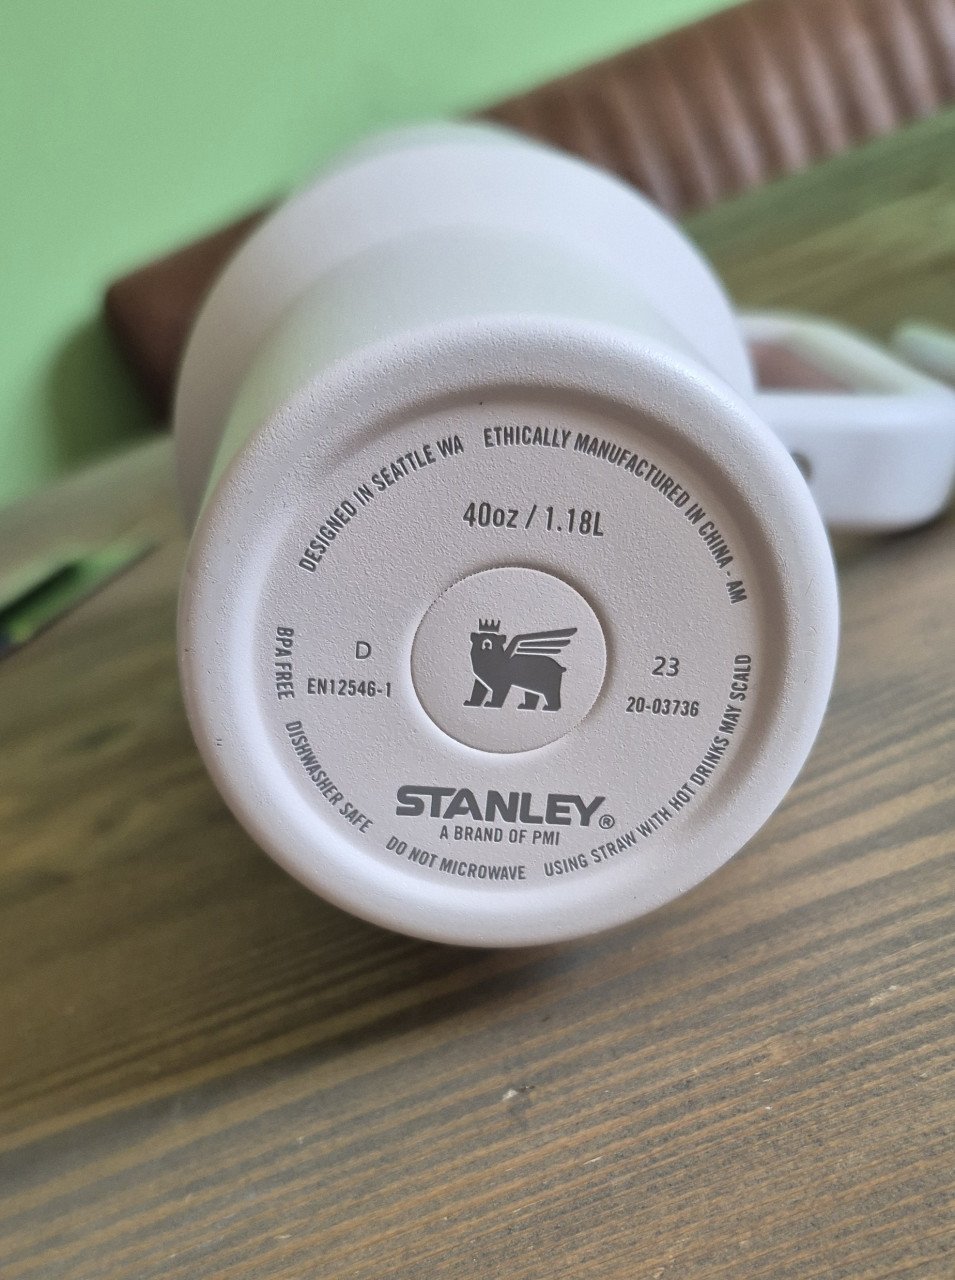 DESIGNED IN SEATTLE WA
ETHICALLY MANUFACTURED IN CHINA - AM
40oz / 1.18L
D
23
EN12546-1
20-03736
BPA FREE
DISHWASHER SAFE
DO NOT MICROWAVE
USING STRAW WITH HOT DRINKS MAY SCALD
STANLEY®
A BRAND OF PMI